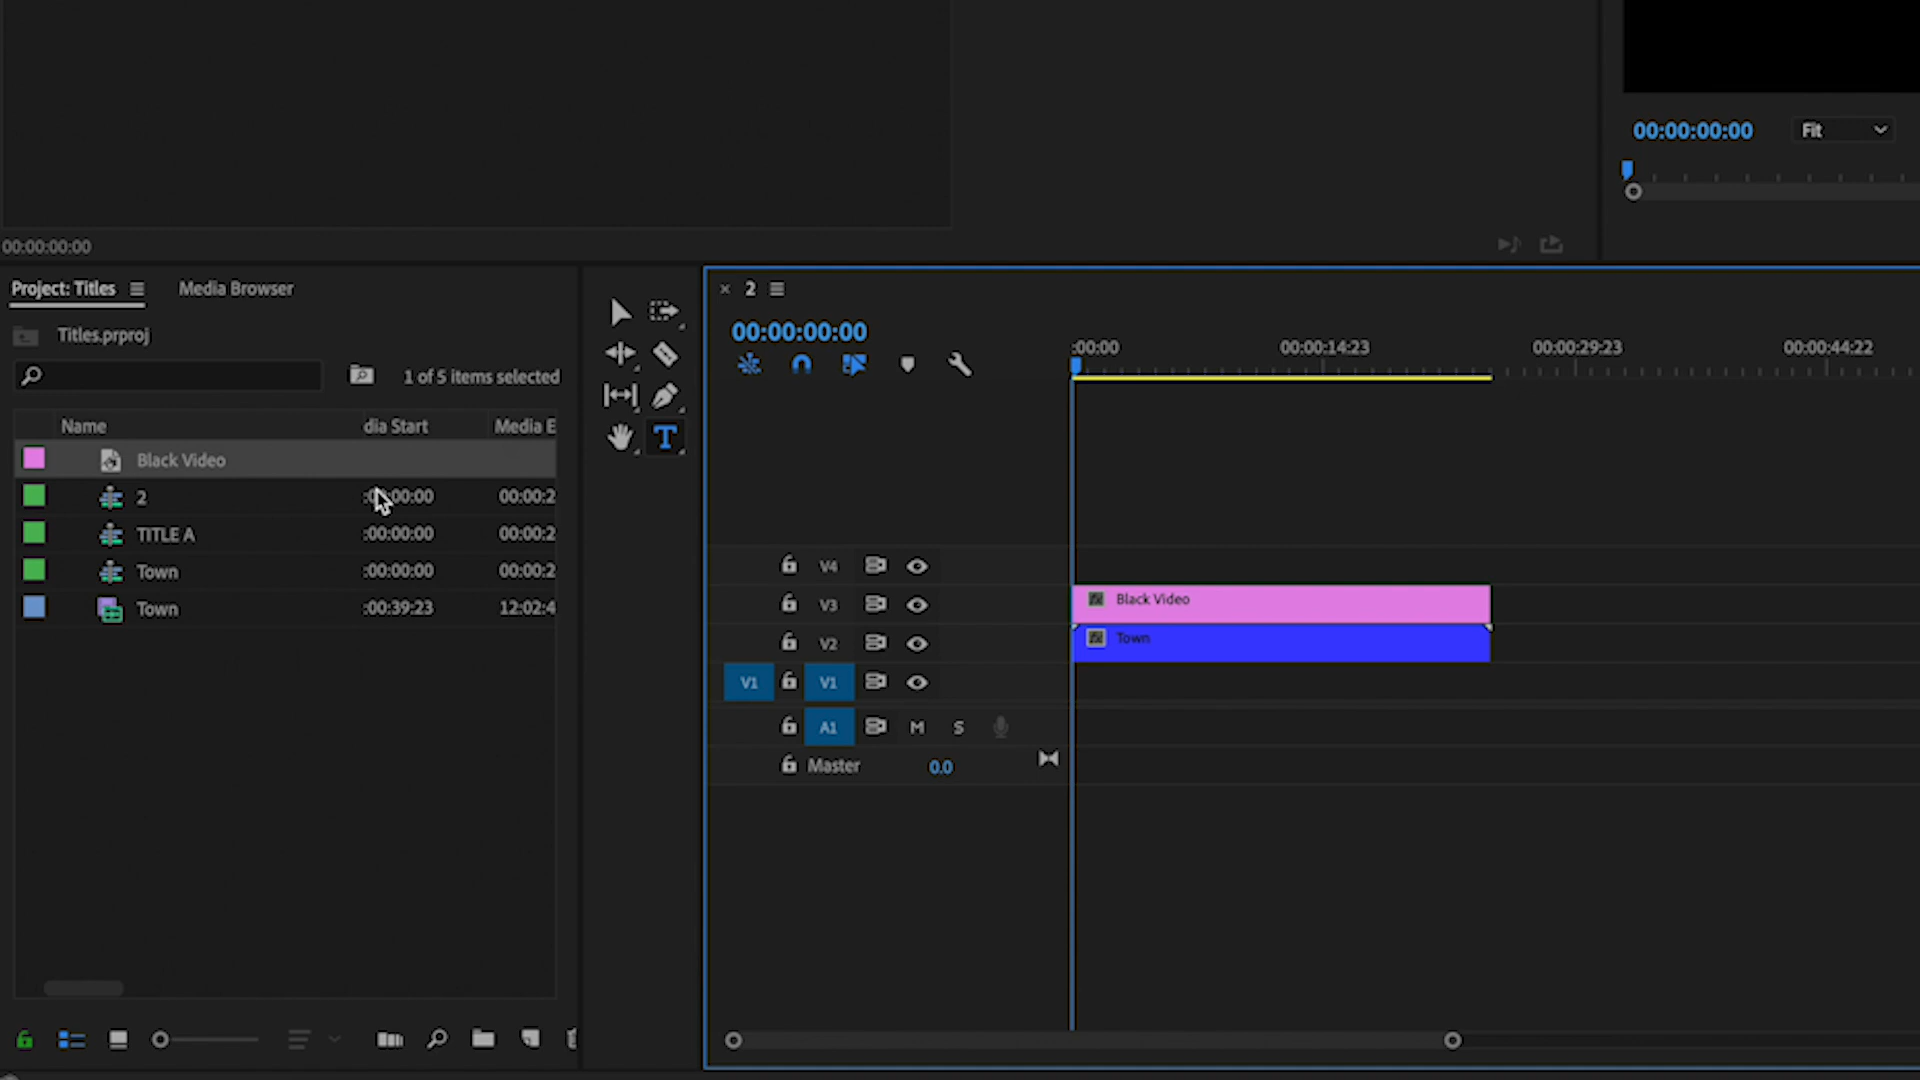 00:00:00:00
Fit
00:00:00:00
Project: Titles
Media Browser
Titles.prproj
1 of 5 items selected
Name
dia Start
Media E
Black Video
2
:00:00:00
00:00:2
TITLE A
:00:00:00
00:00:2
Town
:00:00:00
00:00:2
Town
:00:39:23
12:02:4
T
2
00:00:00:00
:00:00
00:00:14:23
00:00:29:23
00:00:44:22
V4
V3
Black Video
V2
Town
V1
V1
A1
M
S
Master
0.0